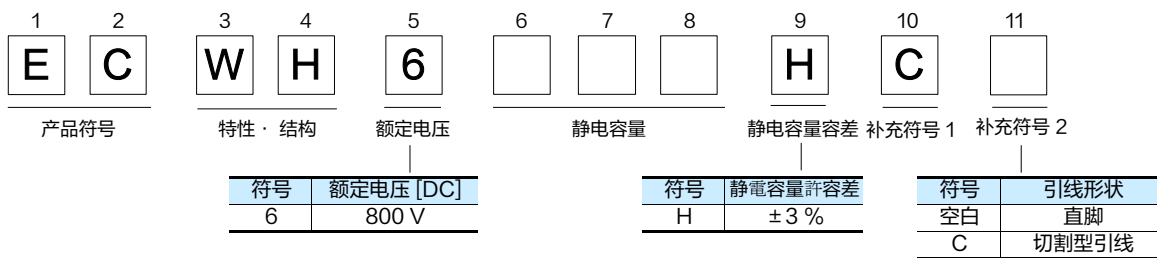 1 2 3 4 5 6 7 8 9 10 11
E C W H 6 H C
产品符号 特性· 结构 额定电压 静电容量 静电容量容差 补充符号 1 补充符号 2
符号 额定电压 [DC] 符号 静電容量許容差 符号 引线形状
6 800 V H ±3 % 空白 直脚
C 切割型引线